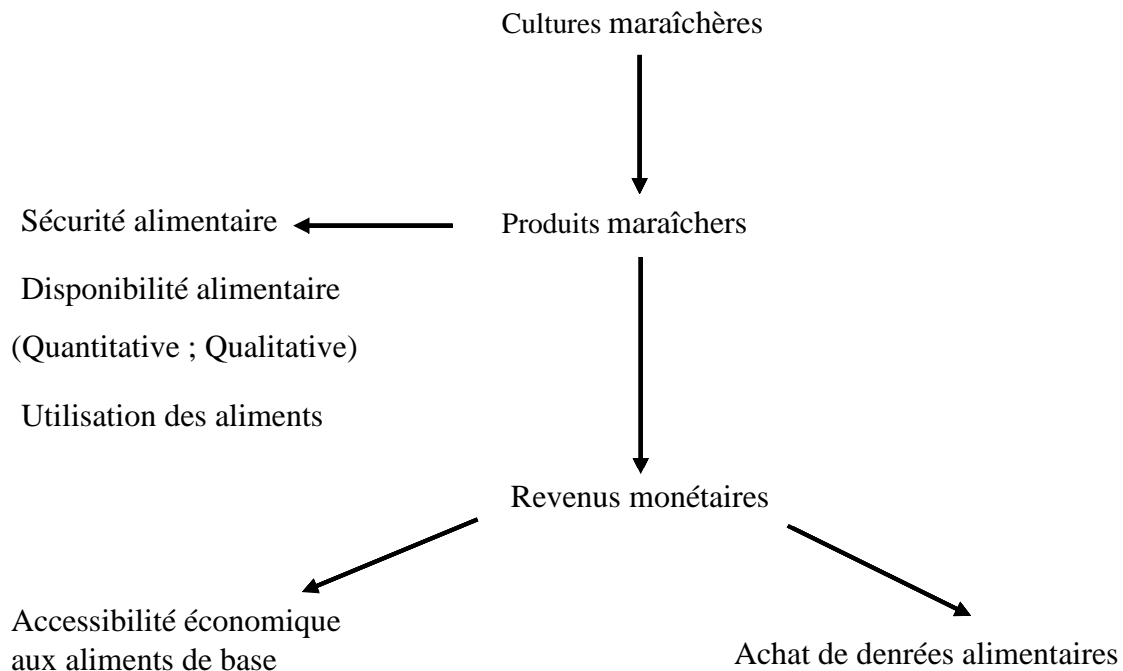 Cultures maraîchères
Sécurité alimentaire
Produits maraîchers
Disponibilité alimentaire
(Quantitative ; Qualitative)
Utilisation des aliments
Revenus monétaires
Accessibilité économique
aux aliments de base
Achat de denrées alimentaires